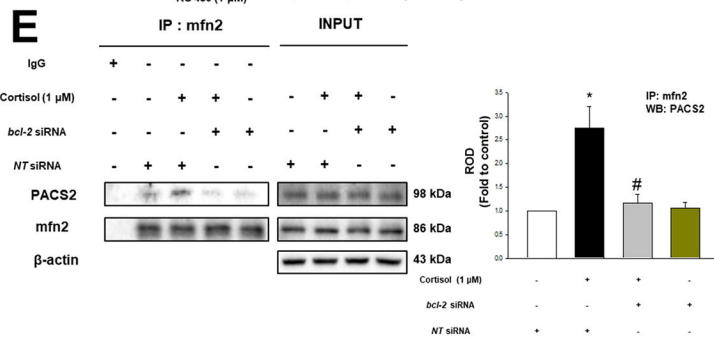 E
IP : mfn2 INPUT
IgG + - - - -
Cortisol (1 μM) - - + + - - + + -
bcl-2 siRNA - - - + + - - + +
NT siRNA - + + - - + + - -
PACS2 98 kDa
mfn2 86 kDa
β-actin 43 kDa
ROD
(Fold to control)
3.5
3.0
2.5
2.0
1.5
1.0
0.5
0.0
*
#
IP: mfn2
WB: PACS2
Cortisol (1 μM) - + + -
bcl-2 siRNA - - + +
NT siRNA + + - -